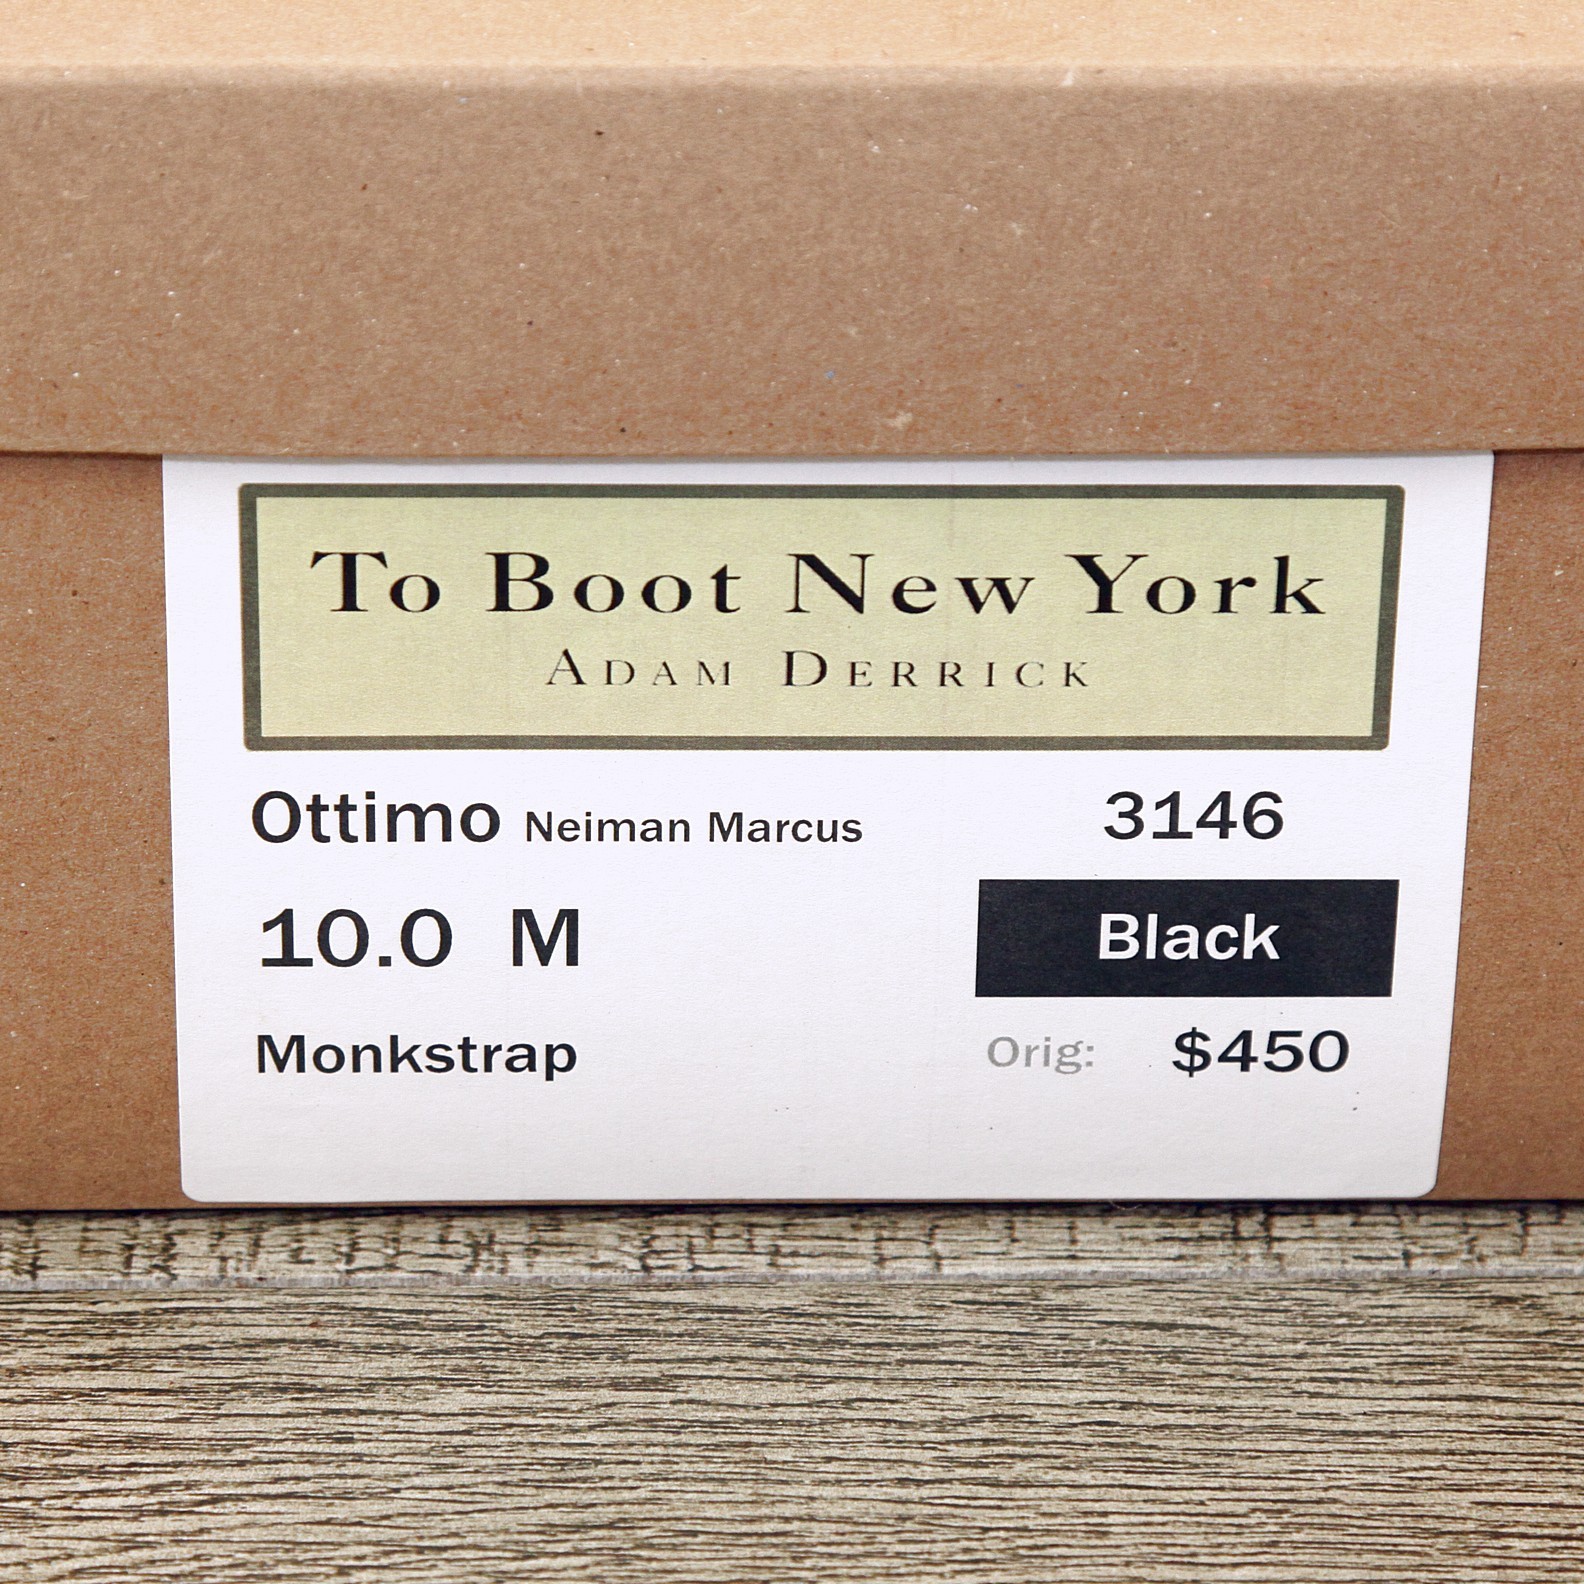 To Boot New York
Adam Derrick
Ottimo Neiman Marcus 3146
10.0 M Black
Monkstrap Orig: $450